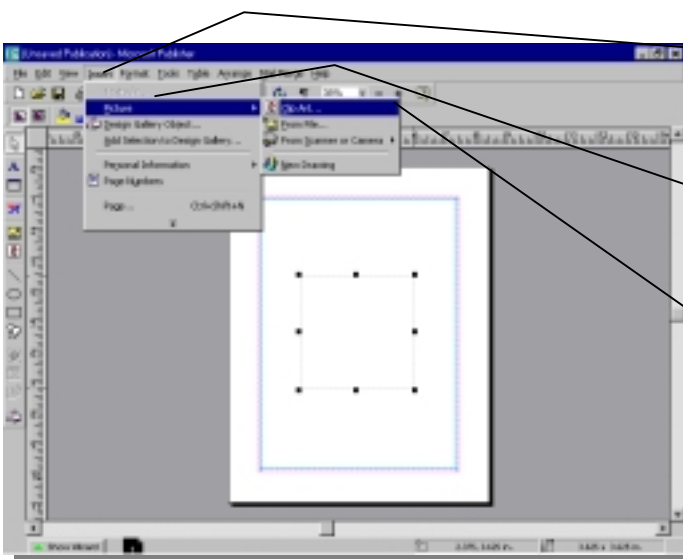 (Unsaved Publication) - Microsoft Publisher
File Edit View Insert Format Tools Table Arrange Mail Merge Help
Picture
Clip Art...
Design Gallery Object...
From File...
Add Selection to Design Gallery...
From Scanner or Camera
Personal Information
New Drawing
Page Numbers
Page... Ctrl+Shift+N
Show Wizard